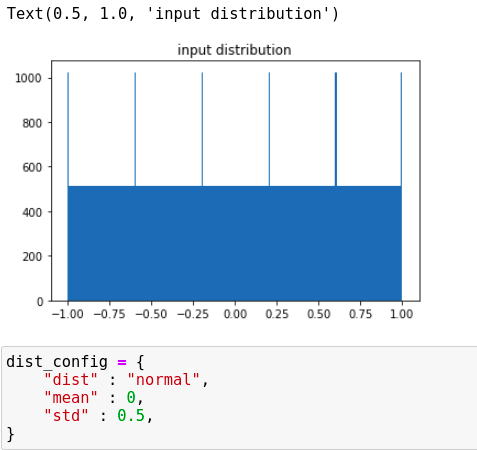 Text(0.5, 1.0, 'input distribution')
input distribution
1000
800
600
400
200
0
−1.00 −0.75 −0.50 −0.25 0.00 0.25 0.50 0.75 1.00
dist_config = {
    "dist" : "normal",
    "mean" : 0,
    "std" : 0.5,
}